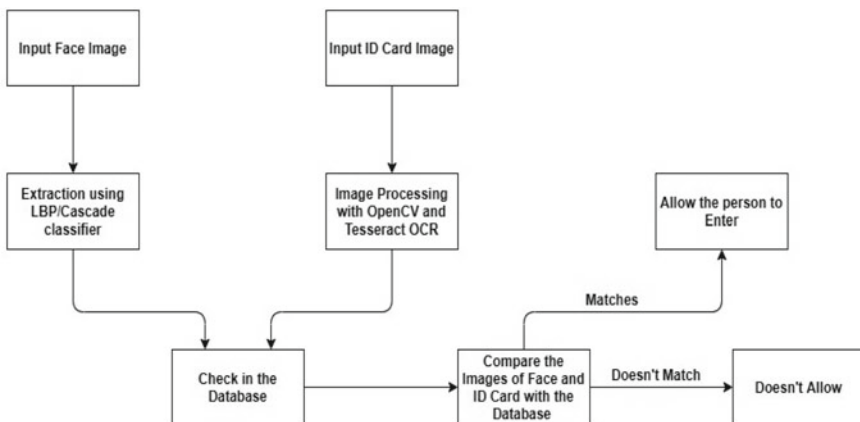 Input Face Image
Input ID Card Image
Extraction using
LBP/Cascade
classifier
Image Processing
with OpenCV and
Tesseract OCR
Allow the person to
Enter
Matches
Check in the
Database
Compare the
Images of Face and
ID Card with the
Database
Doesn't Match
Doesn't Allow